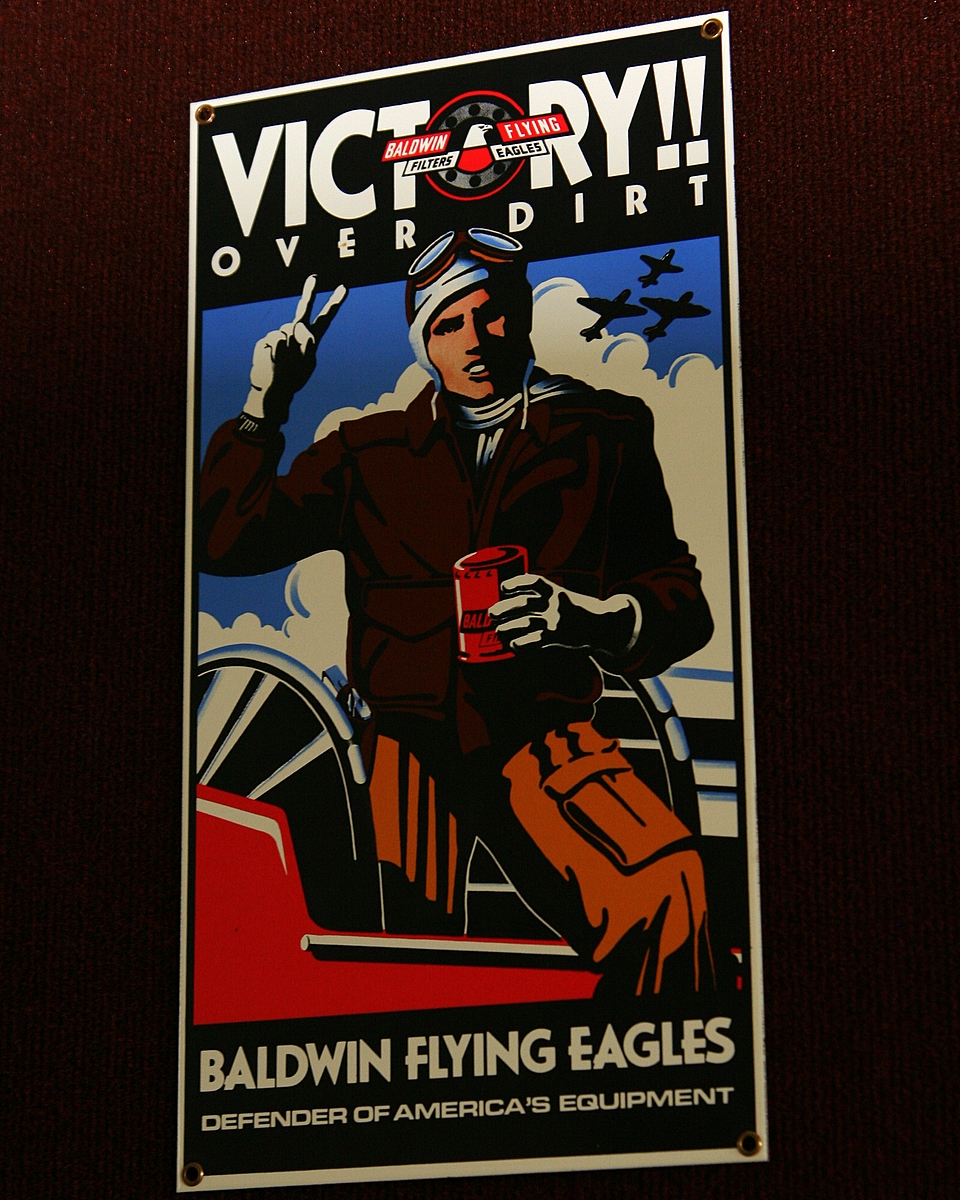 VICTORY!!
BALDWIN FLYING
FILTERS EAGLES
OVER DIRT
BALDWIN FLYING EAGLES
DEFENDER OF AMERICA'S EQUIPMENT